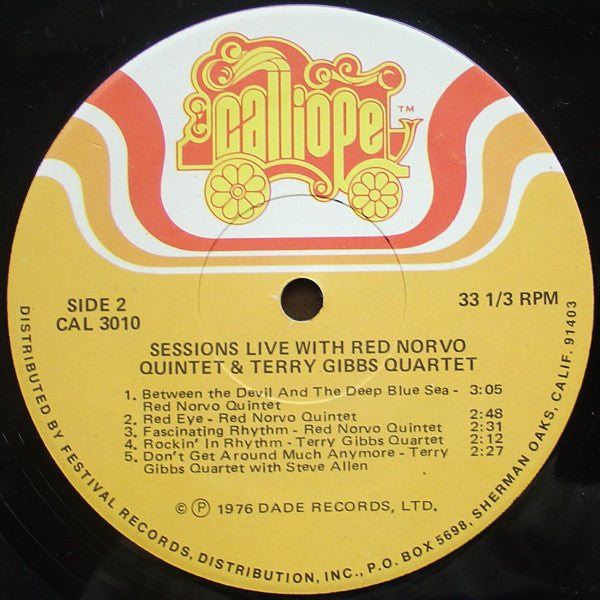 calliope™
SIDE 2
CAL 3010
33 1/3 RPM
SESSIONS LIVE WITH RED NORVO
QUINTET & TERRY GIBBS QUARTET
1. Between the Devil And The Deep Blue Sea - 3:05
Red Norvo Quintet
2. Red Eye - Red Norvo Quintet 2:48
3. Fascinating Rhythm - Red Norvo Quintet 2:31
4. Rockin' In Rhythm - Terry Gibbs Quartet 2:12
5. Don't Get Around Much Anymore - Terry 2:27
Gibbs Quartet with Steve Allen
© ℗ 1976 DADE RECORDS, LTD.
DISTRIBUTED BY FESTIVAL RECORDS, DISTRIBUTION, INC., P.O. BOX 5698, SHERMAN OAKS, CALIF. 91403